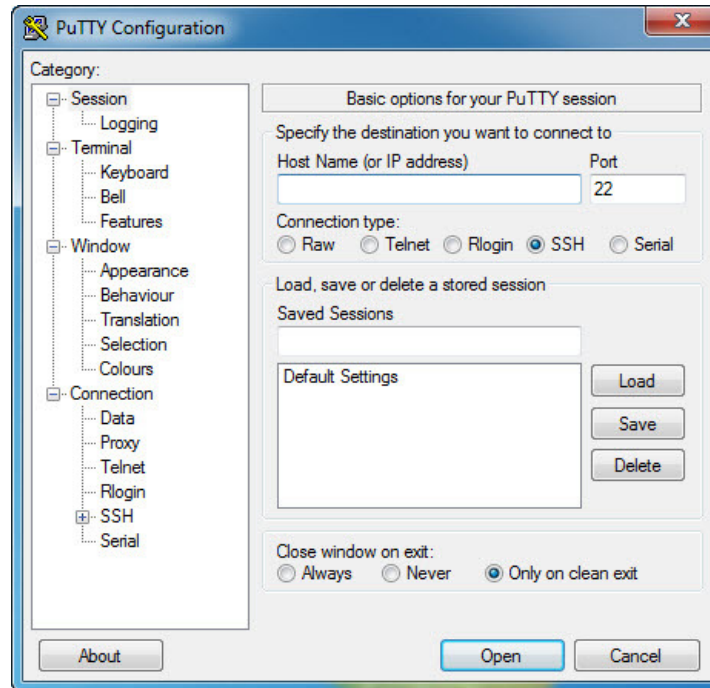 PuTTY Configuration
Category:
Session
Logging
Terminal
Keyboard
Bell
Features
Window
Appearance
Behaviour
Translation
Selection
Colours
Connection
Data
Proxy
Telnet
Rlogin
SSH
Serial
Basic options for your PuTTY session
Specify the destination you want to connect to
Host Name (or IP address) Port
22
Connection type:
Raw Telnet Rlogin SSH Serial
Load, save or delete a stored session
Saved Sessions
Default Settings
Load
Save
Delete
Close window on exit:
Always Never Only on clean exit
About Open Cancel